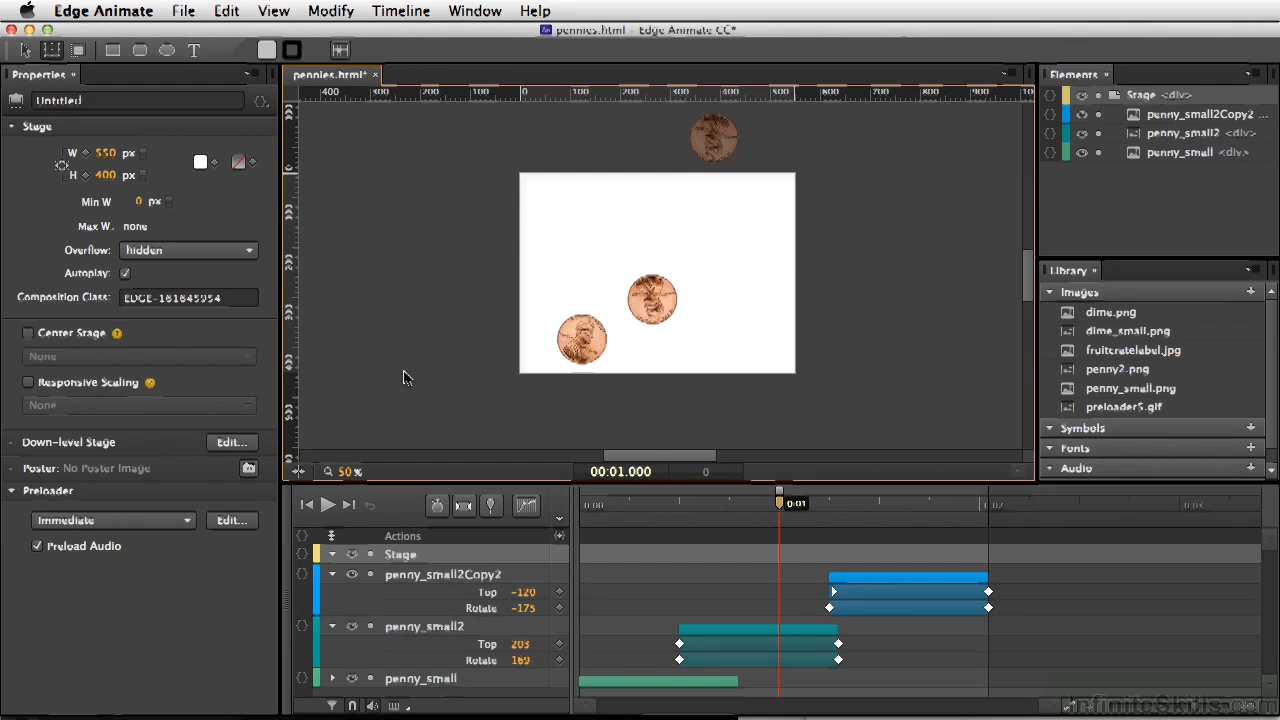 Edge Animate File Edit View Modify Timeline Window Help
pennies.html - Edge Animate CC*
T
Properties
pennies.html*
Elements
Untitled
400 300 200 100 0 100 200 300 400 500 600 700 800 900
Stage <div>
penny_small2Copy2 ...
penny_small2 <div>
penny_small <div>
Stage
W 550 px
H 400 px
Min W 0 px
Max W. none
Overflow: hidden
Autoplay:
Composition Class: EDGE-161645954
Center Stage ?
None
Responsive Scaling
None
Down-level Stage Edit...
Poster: No Poster Image
Preloader
Immediate Edit...
Preload Audio
Library
Images
dime.png
dime_small.png
fruitcratelabel.jpg
penny2.png
penny_small.png
preloader5.gif
Symbols
Fonts
Audio
50 %
00:01.000
0
0:00 0:01 0:02 0:03
Actions
Stage
penny_small2Copy2
Top -120
Rotate -175
penny_small2
Top 203
Rotate 169
penny_small
InfiniteSkills.com